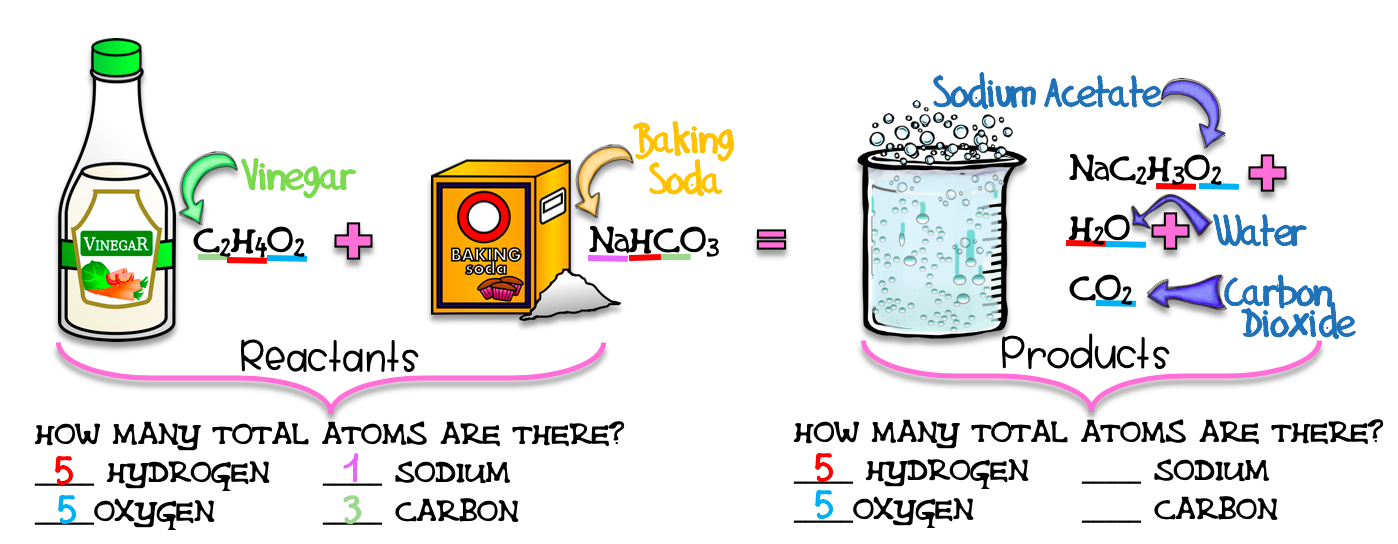 Sodium Acetate
Baking
Soda
Vinegar
NaC2H3O2 +
VINEGAR
C2H4O2 + NaHCO3 = H2O + Water
BAKING
soda
CO2 Carbon
Dioxide
Reactants
Products
HOW MANY TOTAL ATOMS ARE THERE?
5 HYDROGEN 1 SODIUM
5 OXYGEN 3 CARBON
HOW MANY TOTAL ATOMS ARE THERE?
5 HYDROGEN ____ SODIUM
5 OXYGEN ____ CARBON